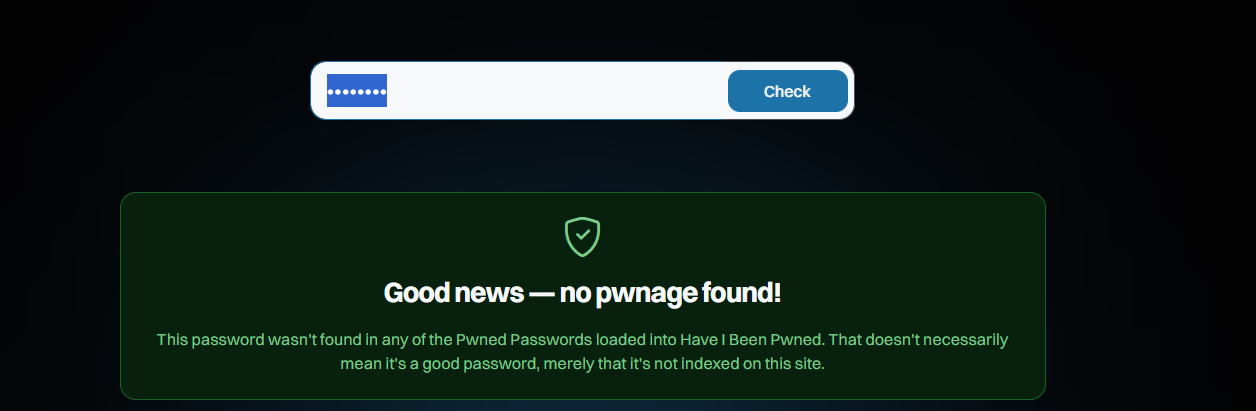 ••••••••
Check
Good news — no pwnage found!
This password wasn't found in any of the Pwned Passwords loaded into Have I Been Pwned. That doesn't necessarily
mean it's a good password, merely that it's not indexed on this site.